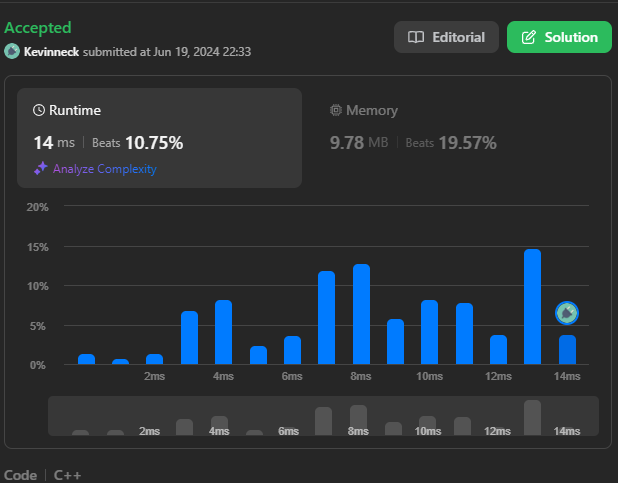 Accepted
Kevinneck submitted at Jun 19, 2024 22:33
Editorial
Solution
Runtime
14 ms | Beats 10.75%
Analyze Complexity
Memory
9.78 MB | Beats 19.57%
20%
15%
10%
5%
0%
2ms 4ms 6ms 8ms 10ms 12ms 14ms
2ms 4ms 6ms 8ms 10ms 12ms 14ms
Code | C++